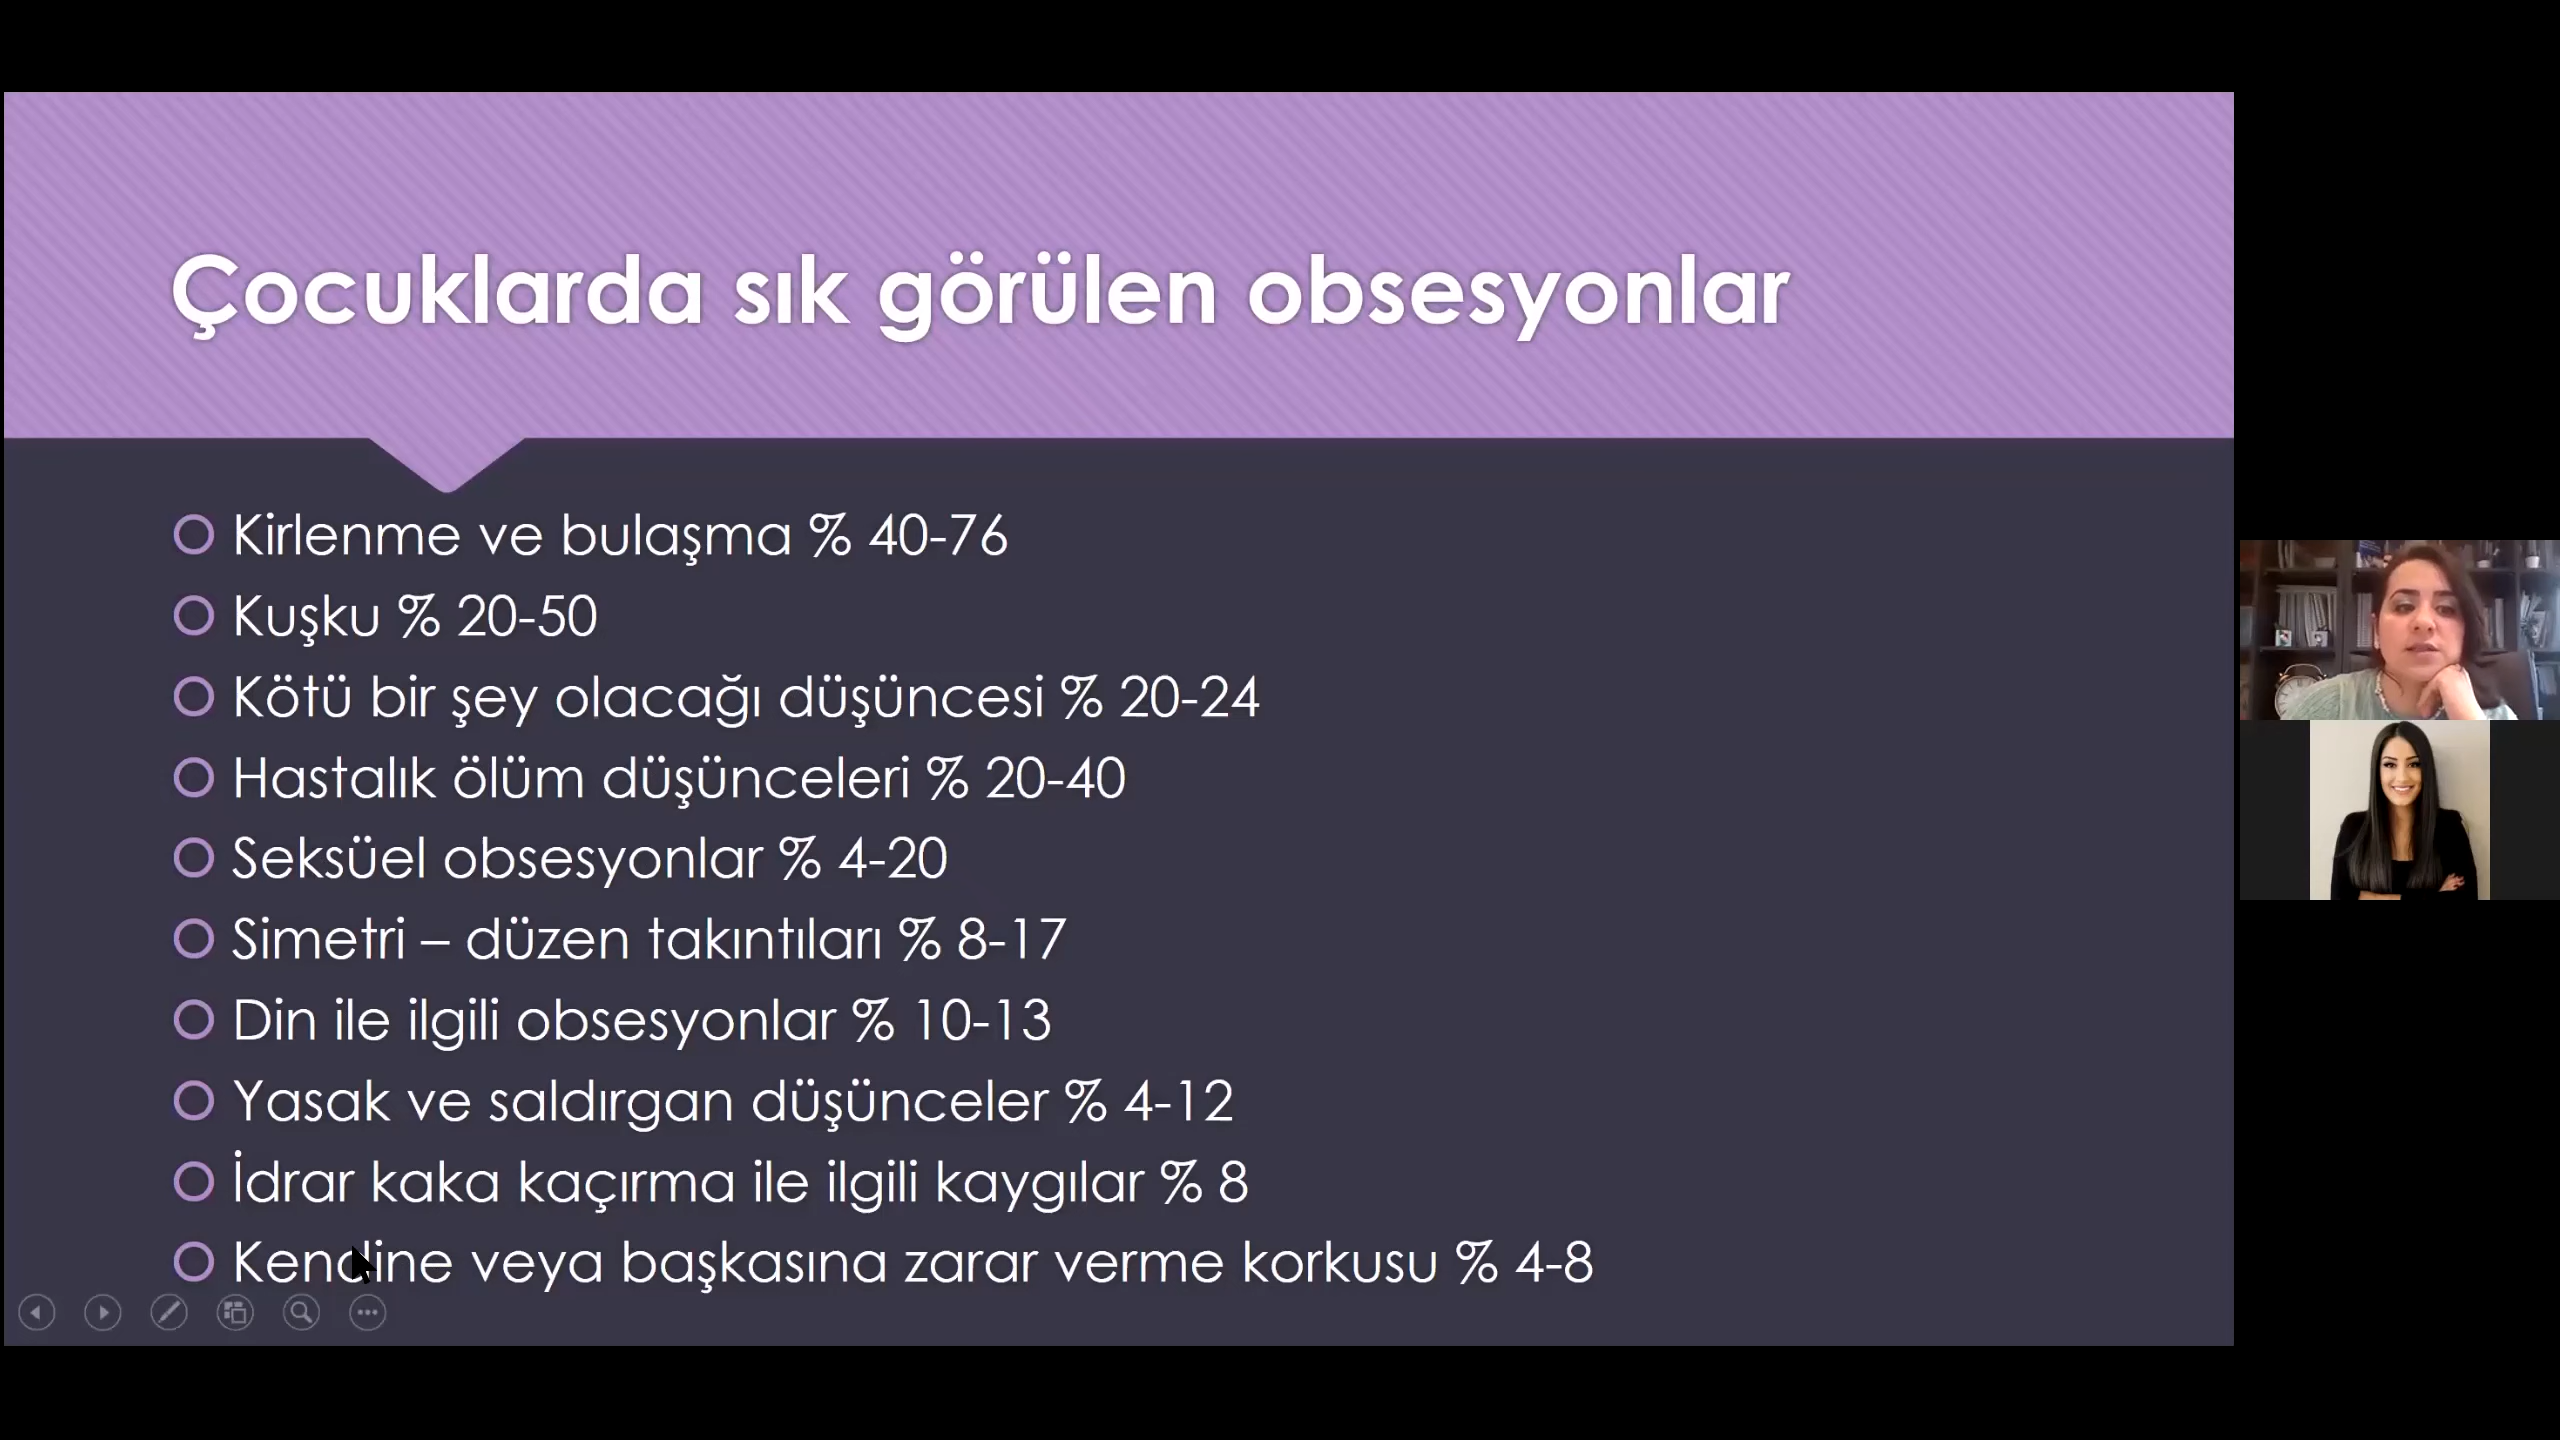 Çocuklarda sık görülen obsesyonlar
Kirlenme ve bulaşma % 40-76
Kuşku % 20-50
Kötü bir şey olacağı düşüncesi % 20-24
Hastalık ölüm düşünceleri % 20-40
Seksüel obsesyonlar % 4-20
Simetri – düzen takıntıları % 8-17
Din ile ilgili obsesyonlar % 10-13
Yasak ve saldırgan düşünceler % 4-12
İdrar kaka kaçırma ile ilgili kaygılar % 8
Kendine veya başkasına zarar verme korkusu % 4-8